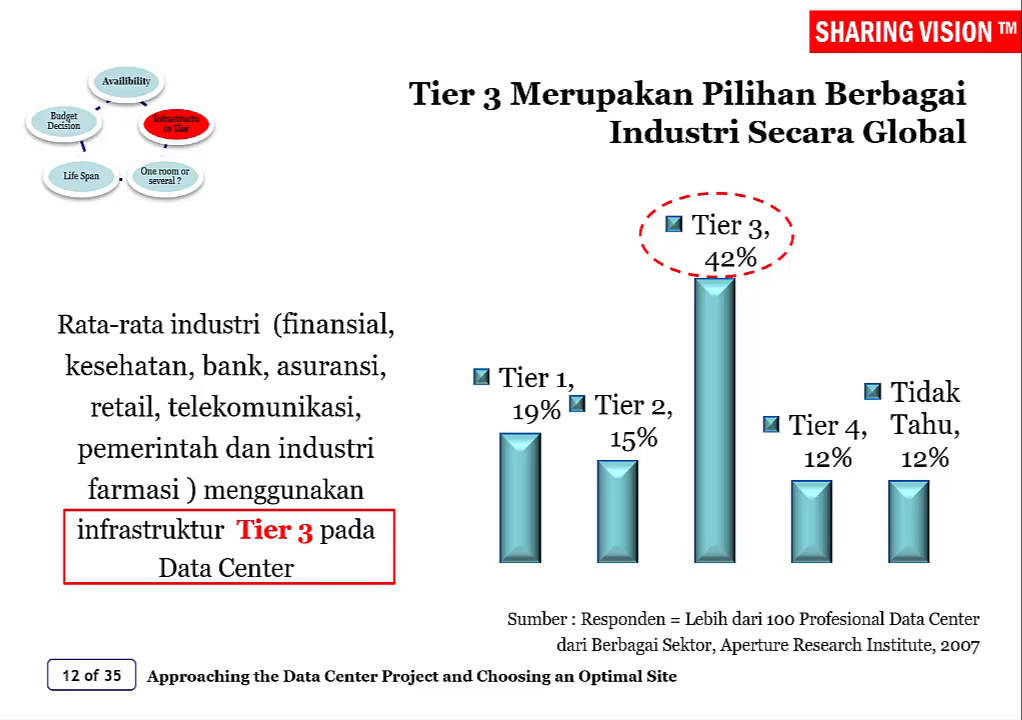 SHARING VISION ™
Availibility
Budget
Decision
Infrastructu
re Tier
Life Span
One room or
several ?
Tier 3 Merupakan Pilihan Berbagai
Industri Secara Global
Rata-rata industri (finansial,
kesehatan, bank, asuransi,
retail, telekomunikasi,
pemerintah dan industri
farmasi ) menggunakan
infrastruktur Tier 3 pada
Data Center
Tier 1,
19%
Tier 2,
15%
Tier 3,
42%
Tier 4,
12%
Tidak
Tahu,
12%
Sumber : Responden = Lebih dari 100 Profesional Data Center
dari Berbagai Sektor, Aperture Research Institute, 2007
12 of 35
Approaching the Data Center Project and Choosing an Optimal Site